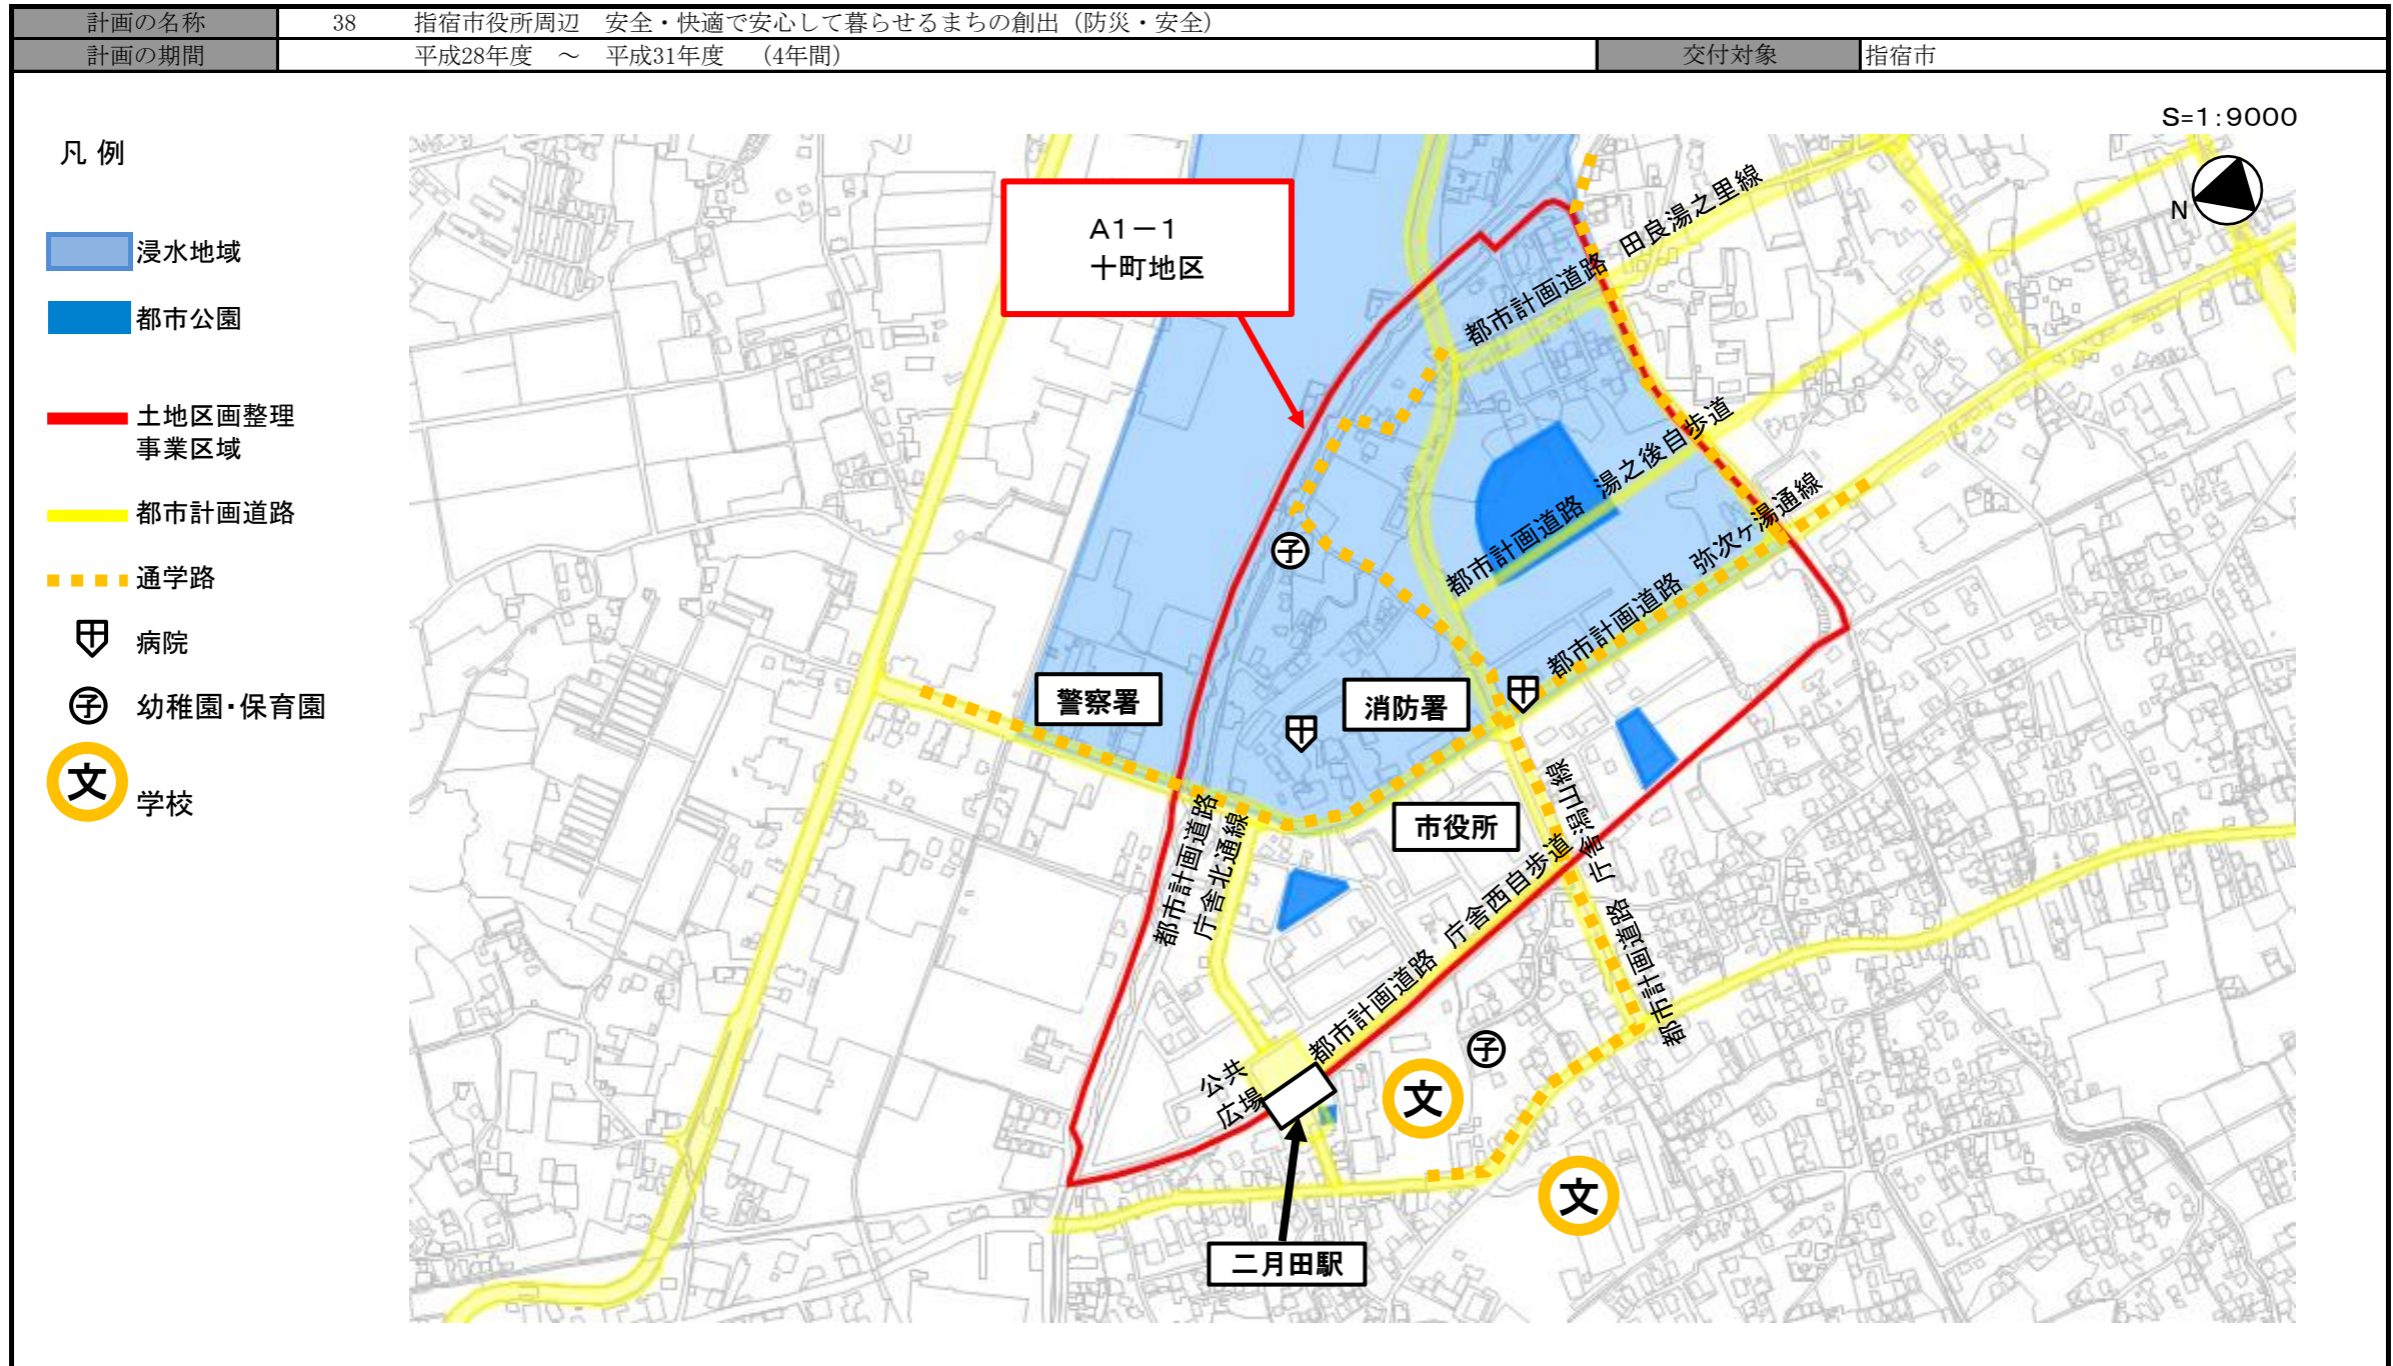 計画の名称 38 指宿市役所周辺 安全・快適で安心して暮らせるまちの創出（防災・安全）
計画の期間 平成28年度 ～ 平成31年度 （4年間） 交付対象 指宿市
S=1:9000
N
凡 例
浸水地域
都市公園
土地区画整理
事業区域
都市計画道路
通学路
病院
子 幼稚園・保育園
文 学校
A1－1
十町地区
都市計画道路 田良湯之里線
都市計画道路 湯之後自歩道
都市計画道路 弥次ヶ湯通線
子
警察署
消防署
市役所
都市計画道路
庁舎北通線
都市計画道路 庁舎西自歩道
都市計画道路 庁舎潟山線
公共
広場
子
文
文
二月田駅